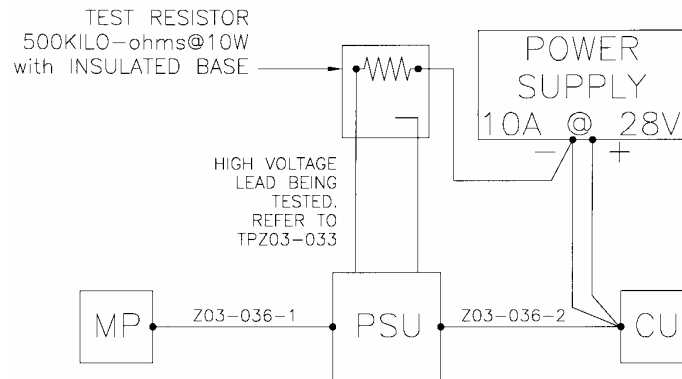 TEST RESISTOR
500KILO-ohms@10W
with INSULATED BASE
POWER
SUPPLY
10A @ 28V
- +
HIGH VOLTAGE
LEAD BEING
TESTED.
REFER TO
TPZ03-033
MP
Z03-036-1
PSU
Z03-036-2
CU